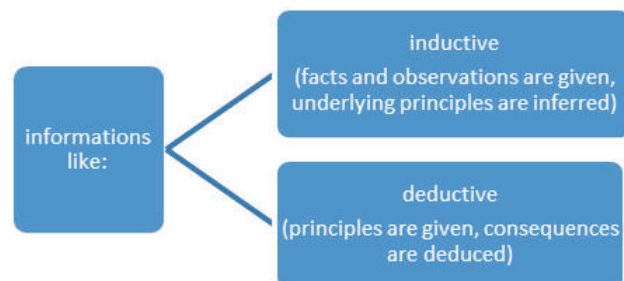 informations
like:
inductive
(facts and observations are given,
underlying principles are inferred)
deductive
(principles are given, consequences
are deduced)